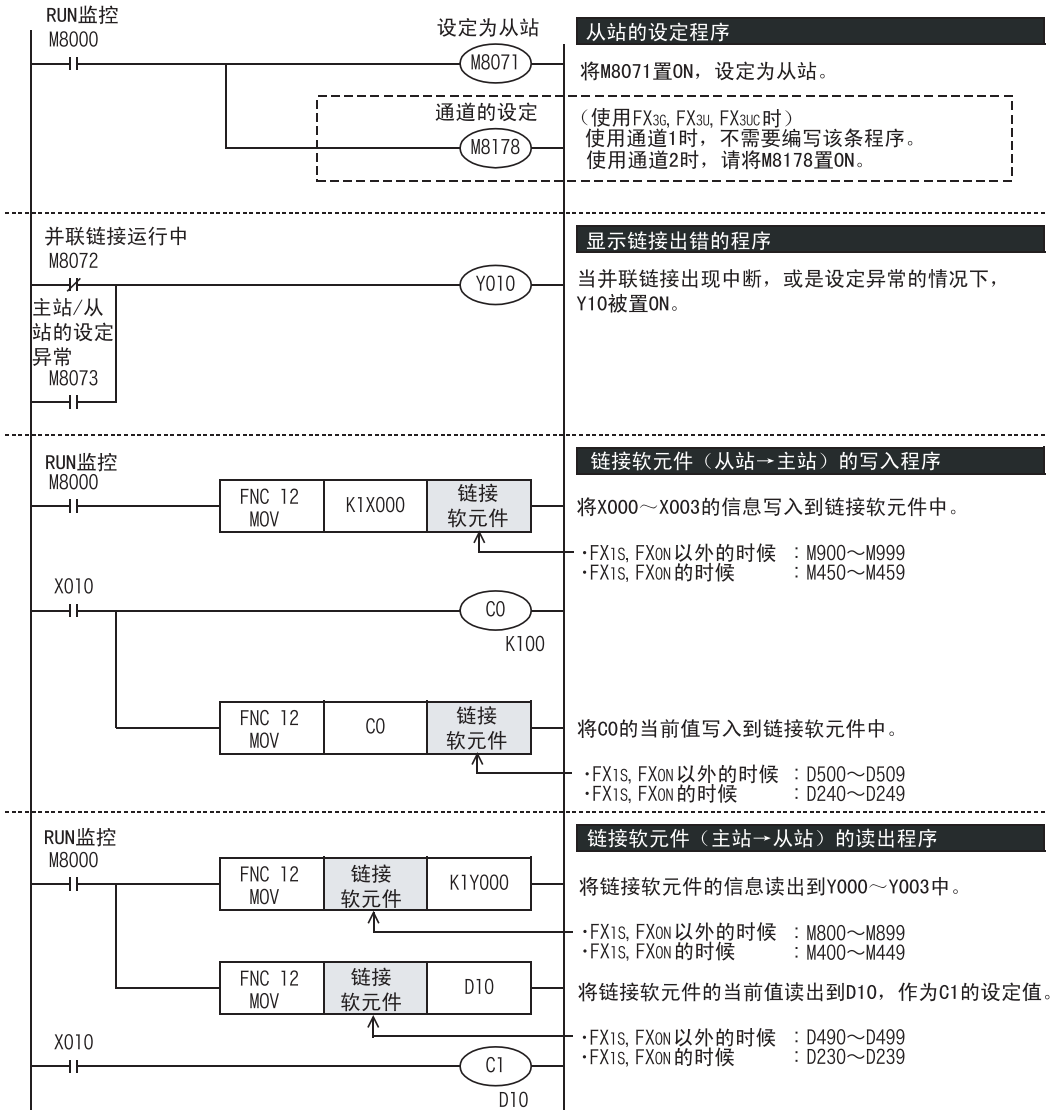 RUN监控
M8000
设定为从站
M8071
从站的设定程序
将M8071置ON，设定为从站。
通道的设定
M8178
（使用FX3G, FX3U, FX3UC时）
使用通道1时，不需要编写该条程序。
使用通道2时，请将M8178置ON。
并联链接运行中
M8072
Y010
主站/从
站的设定
异常
M8073
显示链接出错的程序
当并联链接出现中断，或是设定异常的情况下，
Y10被置ON。
RUN监控
M8000
FNC 12
MOV
K1X000
链接
软元件
链接软元件（从站→主站）的写入程序
将X000～X003的信息写入到链接软元件中。
·FX1S, FX0N以外的时候 ：M900～M999
·FX1S, FX0N的时候 ：M450～M459
X010
C0
K100
FNC 12
MOV
C0
链接
软元件
将C0的当前值写入到链接软元件中。
·FX1S, FX0N以外的时候 ：D500～D509
·FX1S, FX0N的时候 ：D240～D249
RUN监控
M8000
FNC 12
MOV
链接
软元件
K1Y000
链接软元件（主站→从站）的读出程序
将链接软元件的信息读出到Y000～Y003中。
·FX1S, FX0N以外的时候 ：M800～M899
·FX1S, FX0N的时候 ：M400～M449
FNC 12
MOV
链接
软元件
D10
将链接软元件的当前值读出到D10，作为C1的设定值。
·FX1S, FX0N以外的时候 ：D490～D499
·FX1S, FX0N的时候 ：D230～D239
X010
C1
D10